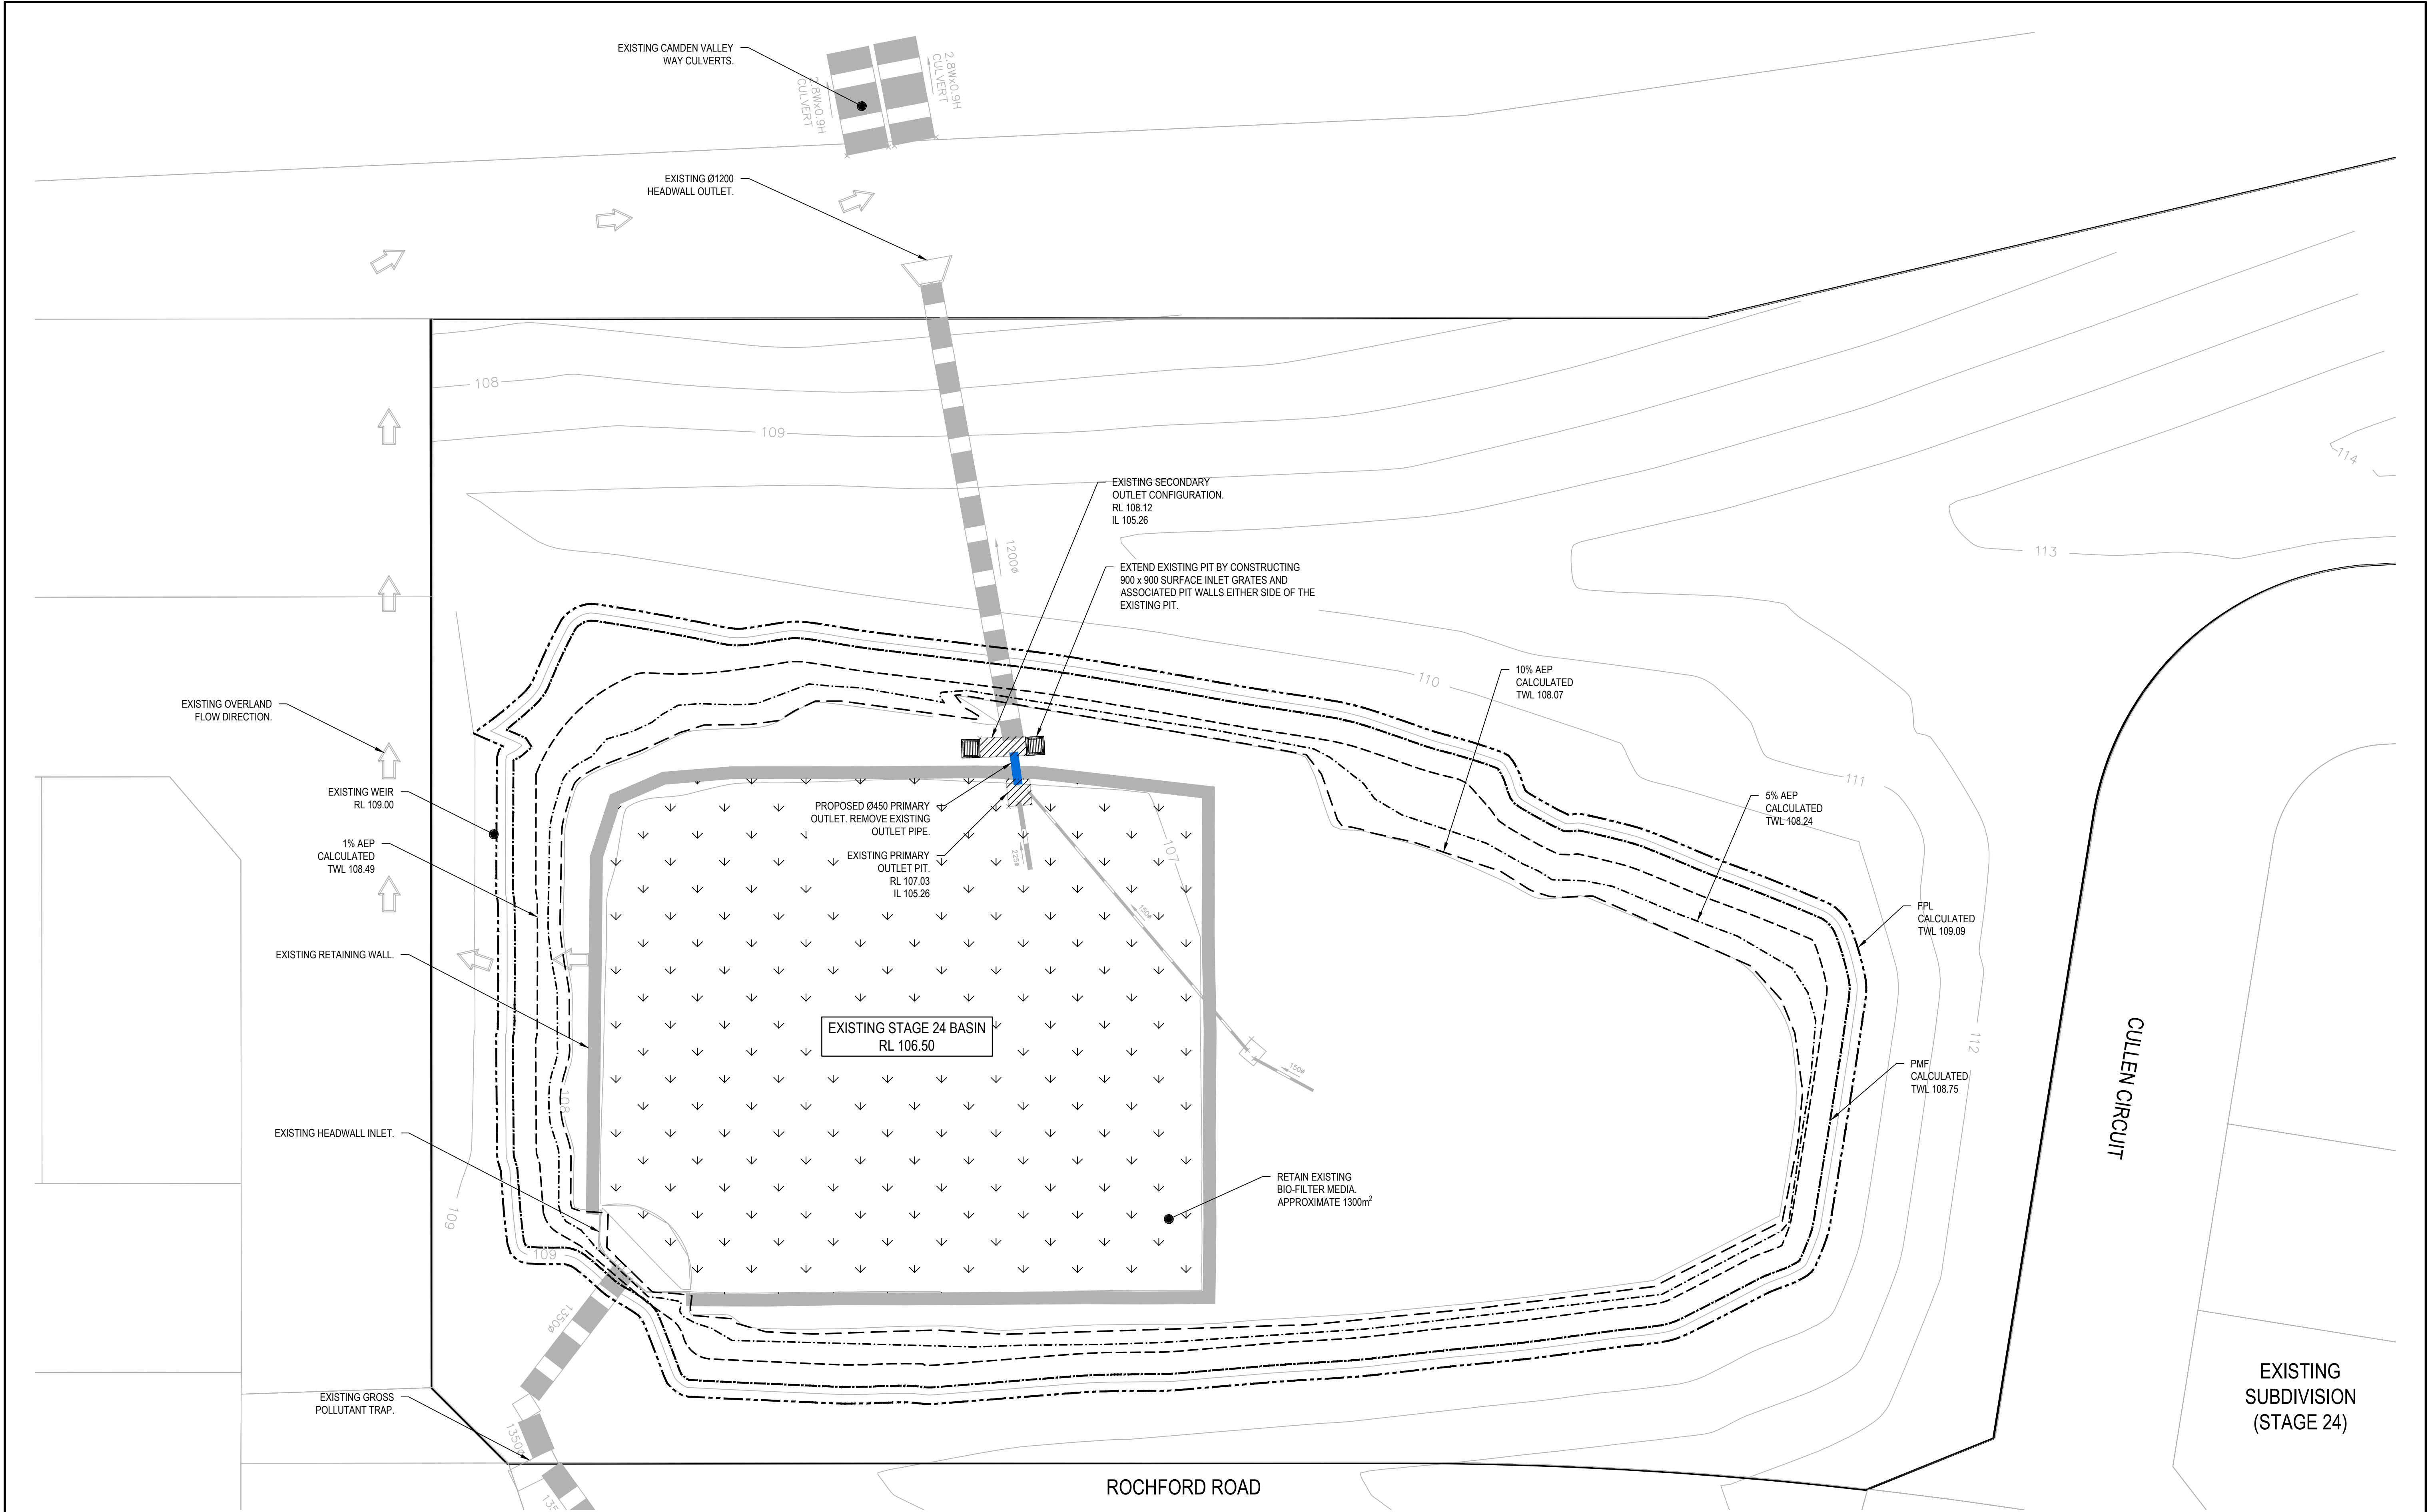 EXISTING CAMDEN VALLEY
WAY CULVERTS.
2.8Wx0.9H
CULVERT
.8Wx0.9H
CULVERT
EXISTING Ø1200
HEADWALL OUTLET.
108
109
114
EXISTING SECONDARY
OUTLET CONFIGURATION.
RL 108.12
IL 105.26
1200ø
113
EXTEND EXISTING PIT BY CONSTRUCTING
900 x 900 SURFACE INLET GRATES AND
ASSOCIATED PIT WALLS EITHER SIDE OF THE
EXISTING PIT.
10% AEP
CALCULATED
TWL 108.07
110
EXISTING OVERLAND
FLOW DIRECTION.
111
EXISTING WEIR
RL 109.00
PROPOSED Ø450 PRIMARY
OUTLET. REMOVE EXISTING
OUTLET PIPE.
5% AEP
CALCULATED
TWL 108.24
1% AEP
CALCULATED
TWL 108.49
EXISTING PRIMARY
OUTLET PIT.
RL 107.03
IL 105.26
225ø
107
150ø
FPL
CALCULATED
TWL 109.09
EXISTING RETAINING WALL.
EXISTING STAGE 24 BASIN
RL 106.50
112
CULLEN CIRCUIT
150ø
PMF
CALCULATED
TWL 108.75
108
EXISTING HEADWALL INLET.
RETAIN EXISTING
BIO-FILTER MEDIA.
APPROXIMATE 1300m²
109
109
1350ø
EXISTING GROSS
POLLUTANT TRAP.
1350ø
135
EXISTING
SUBDIVISION
(STAGE 24)
ROCHFORD ROAD